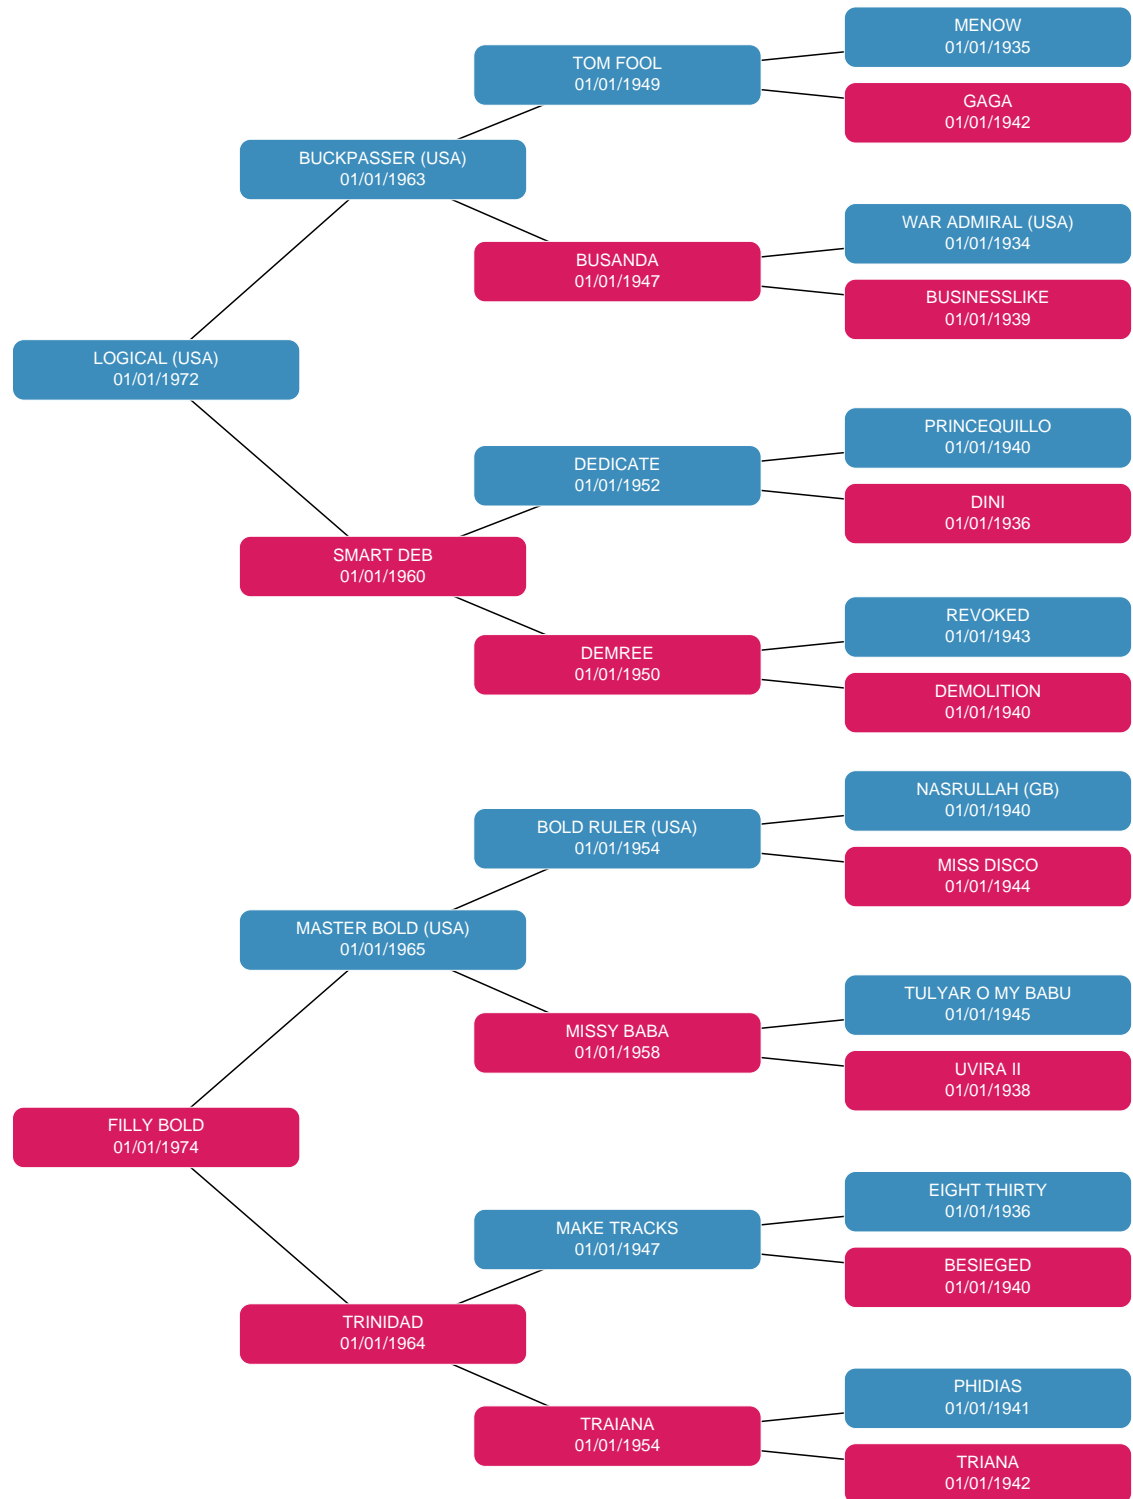 MENOW
01/01/1935
TOM FOOL
01/01/1949
GAGA
01/01/1942
BUCKPASSER (USA)
01/01/1963
WAR ADMIRAL (USA)
01/01/1934
BUSANDA
01/01/1947
BUSINESSLIKE
01/01/1939
LOGICAL (USA)
01/01/1972
PRINCEQUILLO
01/01/1940
DEDICATE
01/01/1952
DINI
01/01/1936
SMART DEB
01/01/1960
REVOKED
01/01/1943
DEMREE
01/01/1950
DEMOLITION
01/01/1940
NASRULLAH (GB)
01/01/1940
BOLD RULER (USA)
01/01/1954
MISS DISCO
01/01/1944
MASTER BOLD (USA)
01/01/1965
TULYAR O MY BABU
01/01/1945
MISSY BABA
01/01/1958
UVIRA II
01/01/1938
FILLY BOLD
01/01/1974
EIGHT THIRTY
01/01/1936
MAKE TRACKS
01/01/1947
BESIEGED
01/01/1940
TRINIDAD
01/01/1964
PHIDIAS
01/01/1941
TRAIANA
01/01/1954
TRIANA
01/01/1942